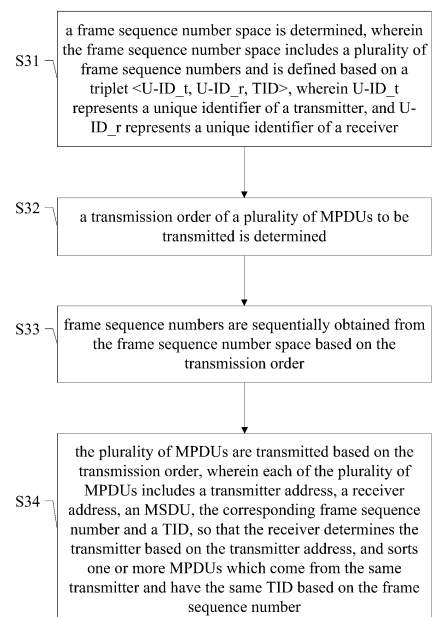 S31
a frame sequence number space is determined, wherein
the frame sequence number space includes a plurality of
frame sequence numbers and is defined based on a
triplet <U-ID_t, U-ID_r, TID>, wherein U-ID_t
represents a unique identifier of a transmitter, and U-
ID_r represents a unique identifier of a receiver
S32
a transmission order of a plurality of MPDUs to be
transmitted is determined
S33
frame sequence numbers are sequentially obtained from
the frame sequence number space based on the
transmission order
S34
the plurality of MPDUs are transmitted based on the
transmission order, wherein each of the plurality of
MPDUs includes a transmitter address, a receiver
address, an MSDU, the corresponding frame sequence
number and a TID, so that the receiver determines the
transmitter based on the transmitter address, and sorts
one or more MPDUs which come from the same
transmitter and have the same TID based on the frame
sequence number